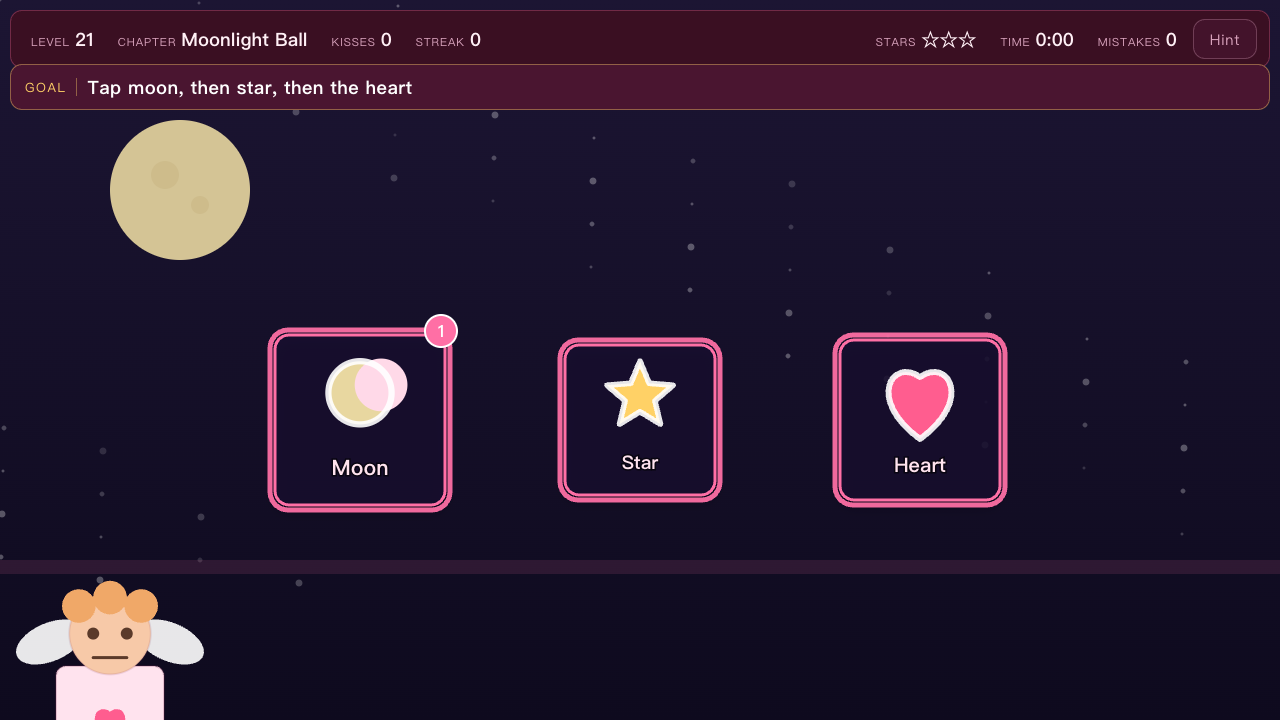 LEVEL 21 CHAPTER Moonlight Ball KISSES 0 STREAK 0 STARS ☆☆☆ TIME 0:00 MISTAKES 0 Hint
GOAL Tap moon, then star, then the heart
1
Moon
Star
Heart